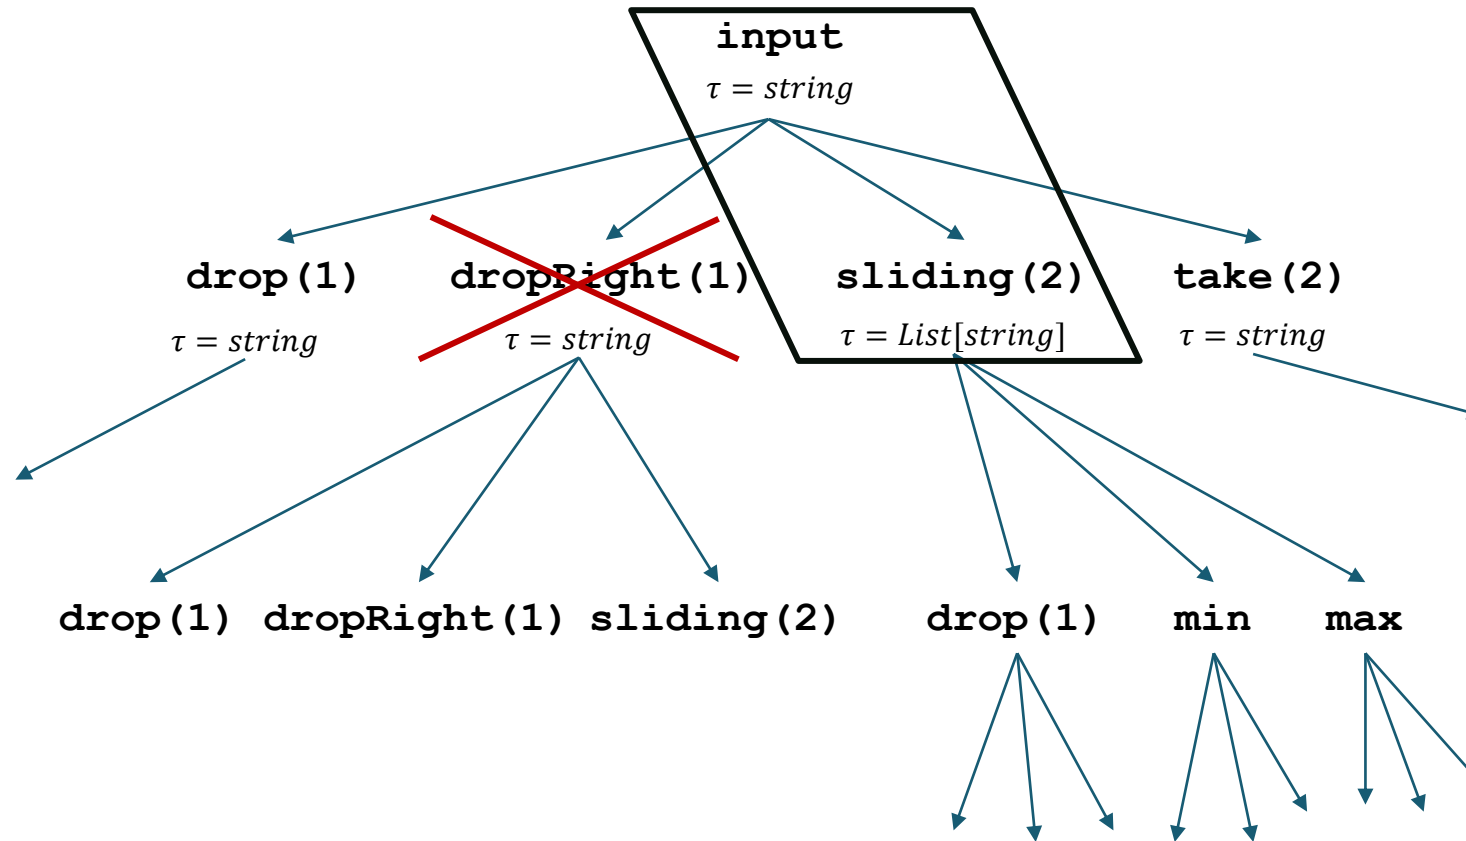 input
τ = string
drop(1) dropRight(1) sliding(2) take(2)
τ = string τ = string τ = List[string] τ = string
drop(1) dropRight(1) sliding(2) drop(1) min max